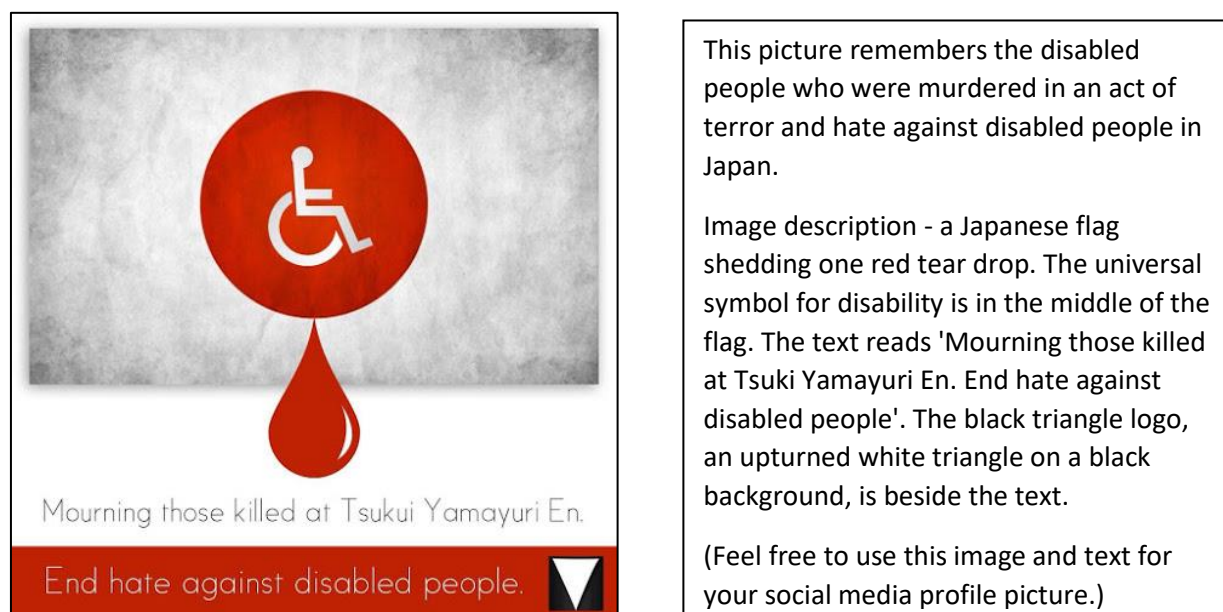 Mourning those killed at Tsukui Yamayuri En.
End hate against disabled people.
This picture remembers the disabled
people who were murdered in an act of
terror and hate against disabled people in
Japan.
Image description - a Japanese flag
shedding one red tear drop. The universal
symbol for disability is in the middle of the
flag. The text reads 'Mourning those killed
at Tsuki Yamayuri En. End hate against
disabled people'. The black triangle logo,
an upturned white triangle on a black
background, is beside the text.
(Feel free to use this image and text for
your social media profile picture.)